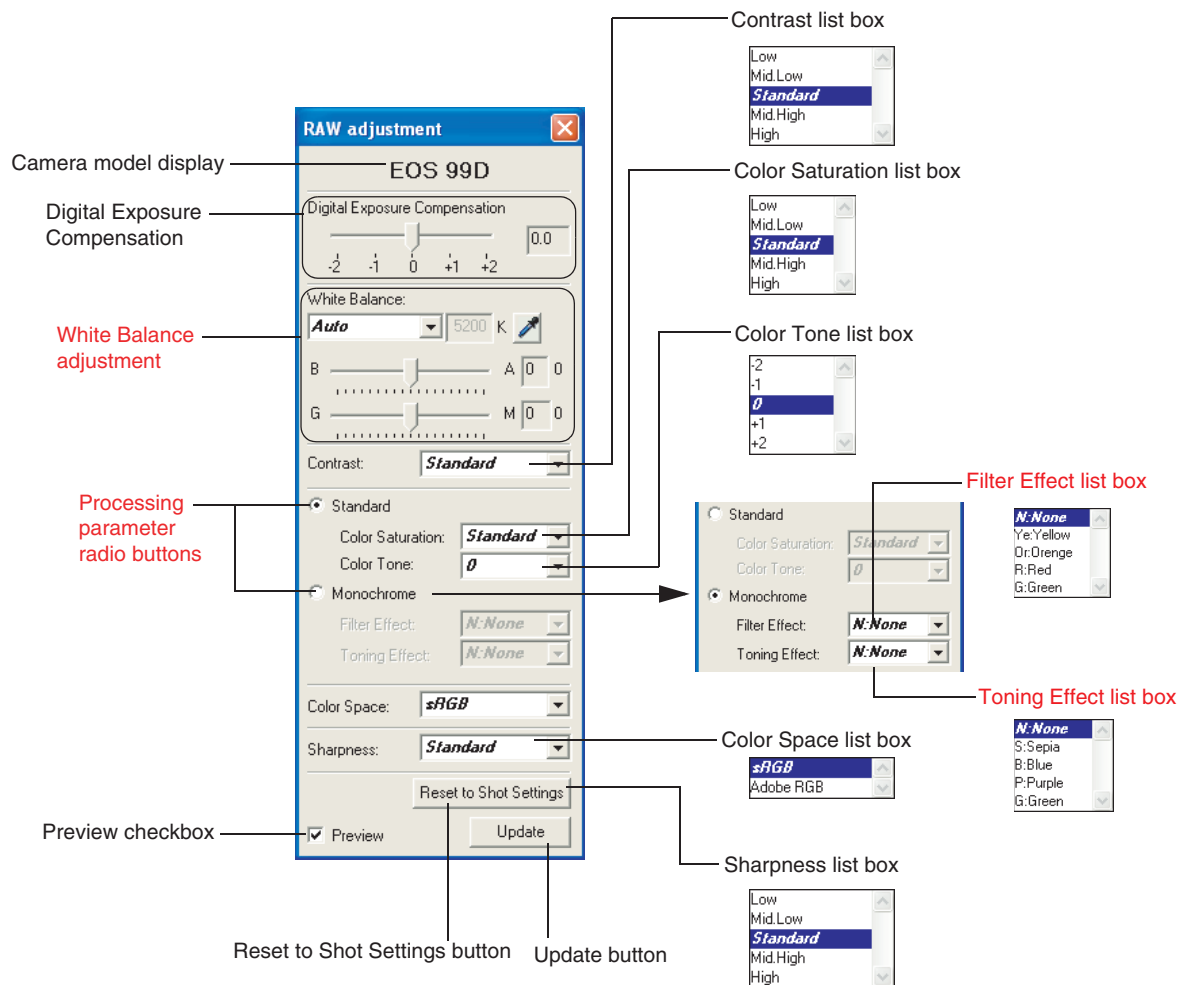 Contrast list box
Low
Mid.Low
Standard
Mid.High
High
RAW adjustment
Camera model display
EOS 99D
Color Saturation list box
Low
Mid.Low
Standard
Mid.High
High
Digital Exposure
Compensation
Digital Exposure Compensation
0.0
-2 -1 0 +1 +2
White Balance
adjustment
White Balance:
Auto 5200 K
B A 0 0
G M 0 0
Color Tone list box
-2
-1
0
+1
+2
Contrast: Standard
Processing
parameter
radio buttons
Standard
Color Saturation: Standard
Color Tone: 0
Monochrome
Filter Effect: N:None
Toning Effect: N:None
Standard
Color Saturation: Standard
Color Tone: 0
Monochrome
Filter Effect: N:None
Toning Effect: N:None
Filter Effect list box
N:None
Ye:Yellow
Or:Orenge
R:Red
G:Green
Toning Effect list box
N:None
S:Sepia
B:Blue
P:Purple
G:Green
Color Space: sRGB
Sharpness: Standard
Color Space list box
sRGB
Adobe RGB
Reset to Shot Settings
Preview checkbox
Preview
Update
Sharpness list box
Low
Mid.Low
Standard
Mid.High
High
Reset to Shot Settings button
Update button